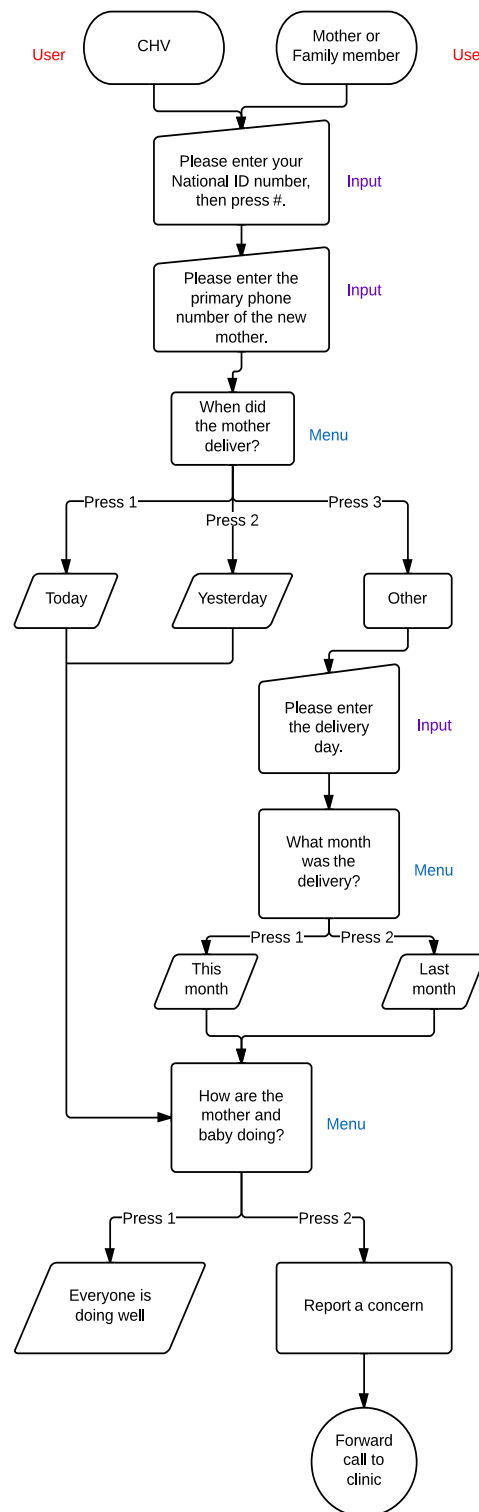 User
CHV
Mother or
Family member
Use
Please enter your
National ID number,
then press #.
Input
Please enter the
primary phone
number of the new
mother.
Input
When did
the mother
deliver?
Menu
Press 1
Press 2
Press 3
Today
Yesterday
Other
Please enter
the delivery
day.
Input
What month
was the
delivery?
Menu
Press 1
Press 2
This
month
Last
month
How are the
mother and
baby doing?
Menu
Press 1
Press 2
Everyone is
doing well
Report a concern
Forward
call to
clinic